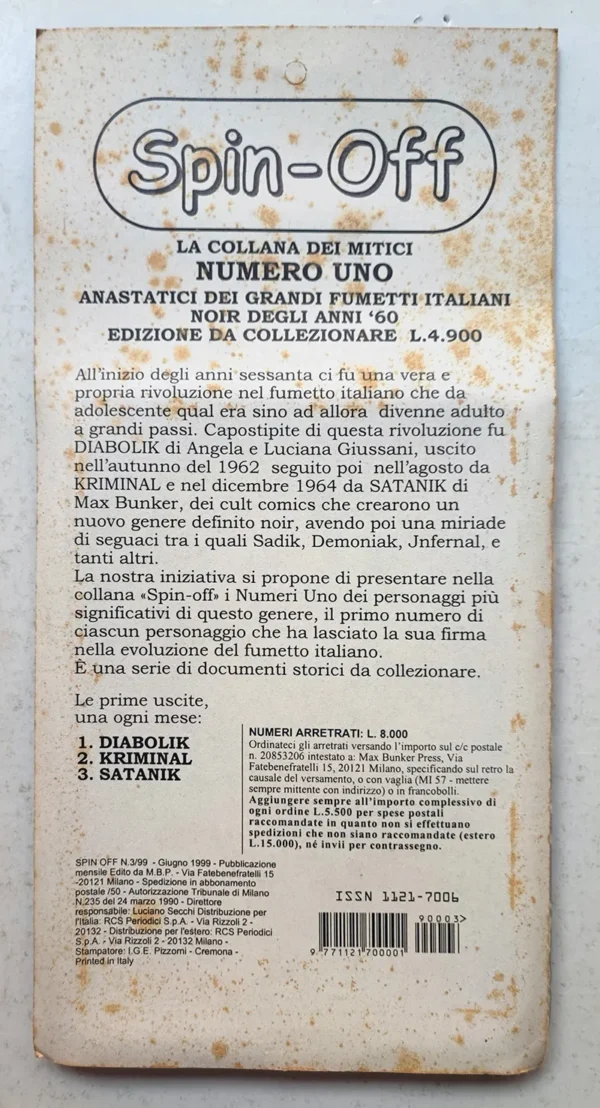 Spin-Off
LA COLLANA DEI MITICI
NUMERO UNO
ANASTATICI DEI GRANDI FUMETTI ITALIANI
NOIR DEGLI ANNI ‘60
EDIZIONE DA COLLEZIONARE L.4.900
All'inizio degli anni sessanta ci fu una vera e
propria rivoluzione nel fumetto italiano che da
adolescente qual era sino ad allora divenne adulto
a grandi passi. Capostipite di questa rivoluzione fu
DIABOLIK di Angela e Luciana Giussani, uscito
nell'autunno del 1962 seguito poi nell'agosto da
KRIMINAL e nel dicembre 1964 da SATANIK di
Max Bunker, dei cult comics che crearono un
nuovo genere definito noir, avendo poi una miriade
di seguaci tra i quali Sadik, Demoniak, Jnfernal, e
tanti altri.
La nostra iniziativa si propone di presentare nella
collana «Spin-off» i Numeri Uno dei personaggi più
significativi di questo genere, il primo numero di
ciascun personaggio che ha lasciato la sua firma
nella evoluzione del fumetto italiano.
È una serie di documenti storici da collezionare.
Le prime uscite,
una ogni mese:
1. DIABOLIK
2. KRIMINAL
3. SATANIK
NUMERI ARRETRATI: L. 8.000
Ordinateci gli arretrati versando l'importo sul c/c postale
n. 20853206 intestato a: Max Bunker Press, Via
Fatebenefratelli 15, 20121 Milano, specificando sul retro la
causale del versamento, o con vaglia (MI 57 - mettere
sempre mittente con indirizzo) o in francobolli.
Aggiungere sempre all'importo complessivo di
ogni ordine L.5.500 per spese postali
raccomandate in quanto non si effettuano
spedizioni che non siano raccomandate (estero
L.15.000), né invii per contrassegno.
SPIN OFF N.3/99 - Giugno 1999 - Pubblicazione
mensile Edito da M.B.P. - Via Fatebenefratelli 15
-20121 Milano - Spedizione in abbonamento
postale /50 - Autorizzazione Tribunale di Milano
N.235 del 24 marzo 1990 - Direttore
responsabile: Luciano Secchi Distribuzione per
l'Italia: RCS Periodici S.p.A. - Via Rizzoli 2 -
20132 - Distribuzione per l'estero: RCS Periodici
S.p.A. - Via Rizzoli 2 - 20132 Milano -
Stampatore: I.G.E. Pizzorni - Cremona -
Printed in Italy
ISSN 1121-7006
90003>
9 771121 700001